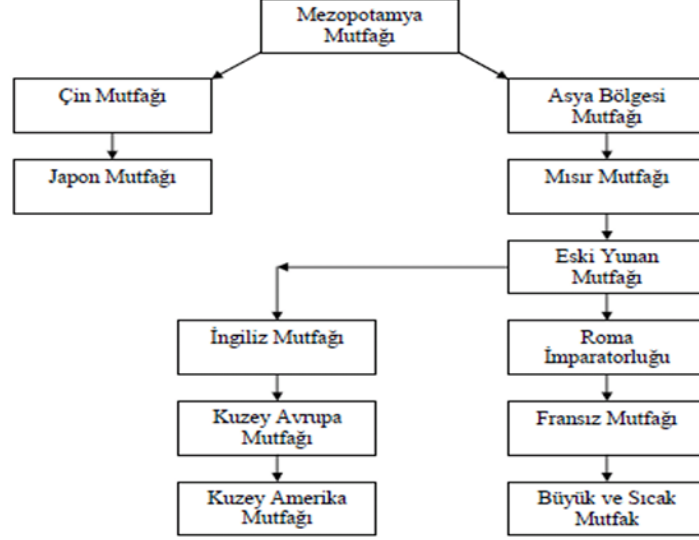 Mezopotamya
Mutfağı
Çin Mutfağı
Asya Bölgesi
Mutfağı
Japon Mutfağı
Mısır Mutfağı
Eski Yunan
Mutfağı
İngiliz Mutfağı
Roma
İmparatorluğu
Kuzey Avrupa
Mutfağı
Fransız Mutfağı
Kuzey Amerika
Mutfağı
Büyük ve Sıcak
Mutfak